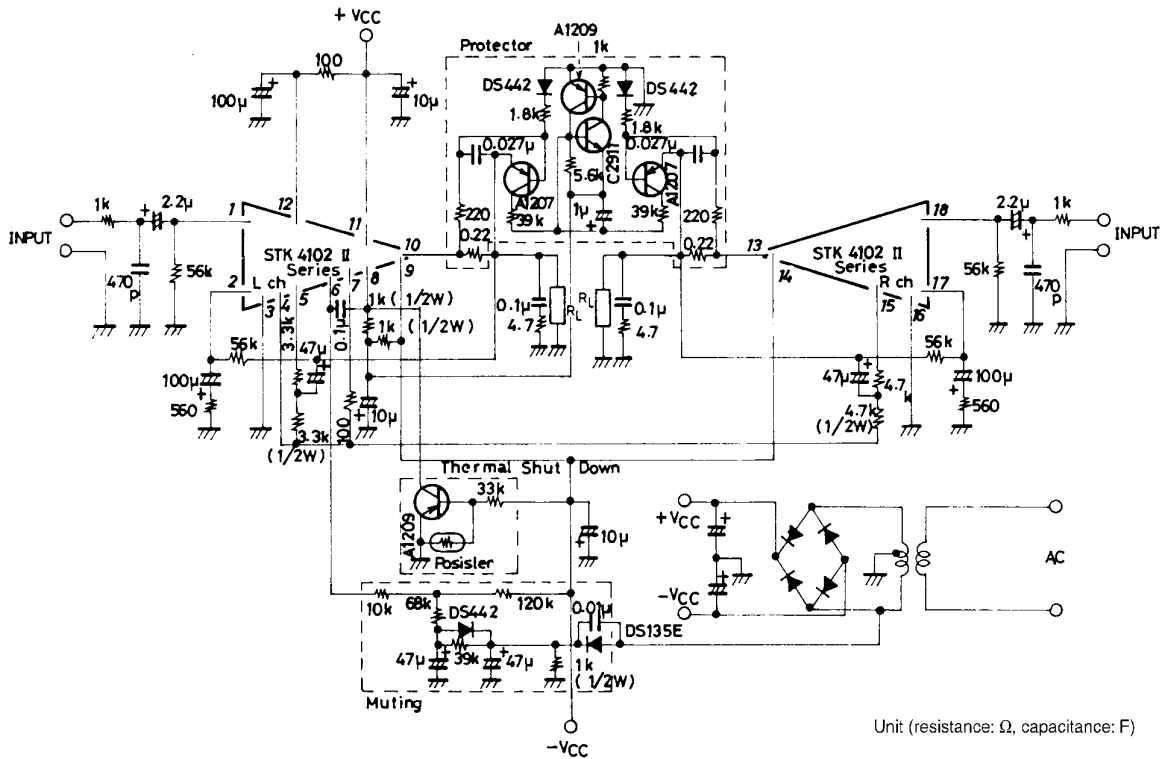 + VCC
A1209
Protector
1k
100
100µ
+
+
10µ
DS442
DS442
1.8k
1.8k
0.027µ
0.027µ
C2911
5.6k
A1207
A1207
39k
1µ
+
39k
220
220
0.22
0.22
1k
2.2µ
+
1
12
11
10
9
INPUT
STK 4102 II
Series
L ch
2
3
4
5
6
7
8
470
p
56k
13
14
18
STK 4102 II
Series
R ch
15
16
17
2.2µ
+
1k
INPUT
56k
470
p
1k (1/2W)
1k
(1/2W)
0.1µ
4.7
RL
RL
0.1µ
4.7
3.3k
0.1µ
47µ
+
56k
100µ
+
560
3.3k
(1/2W)
100
+
10µ
56k
47µ
+
4.7
k
4.7k
(1/2W)
100µ
+
560
Thermal Shut Down
33k
A1209
Posisler
+
10µ
+VCC
+
+
−VCC
AC
10k
68k
120k
DS442
39k
47µ
+
+
47µ
0.01µ
DS135E
1k
(1/2W)
Muting
−VCC
Unit (resistance: Ω, capacitance: F)